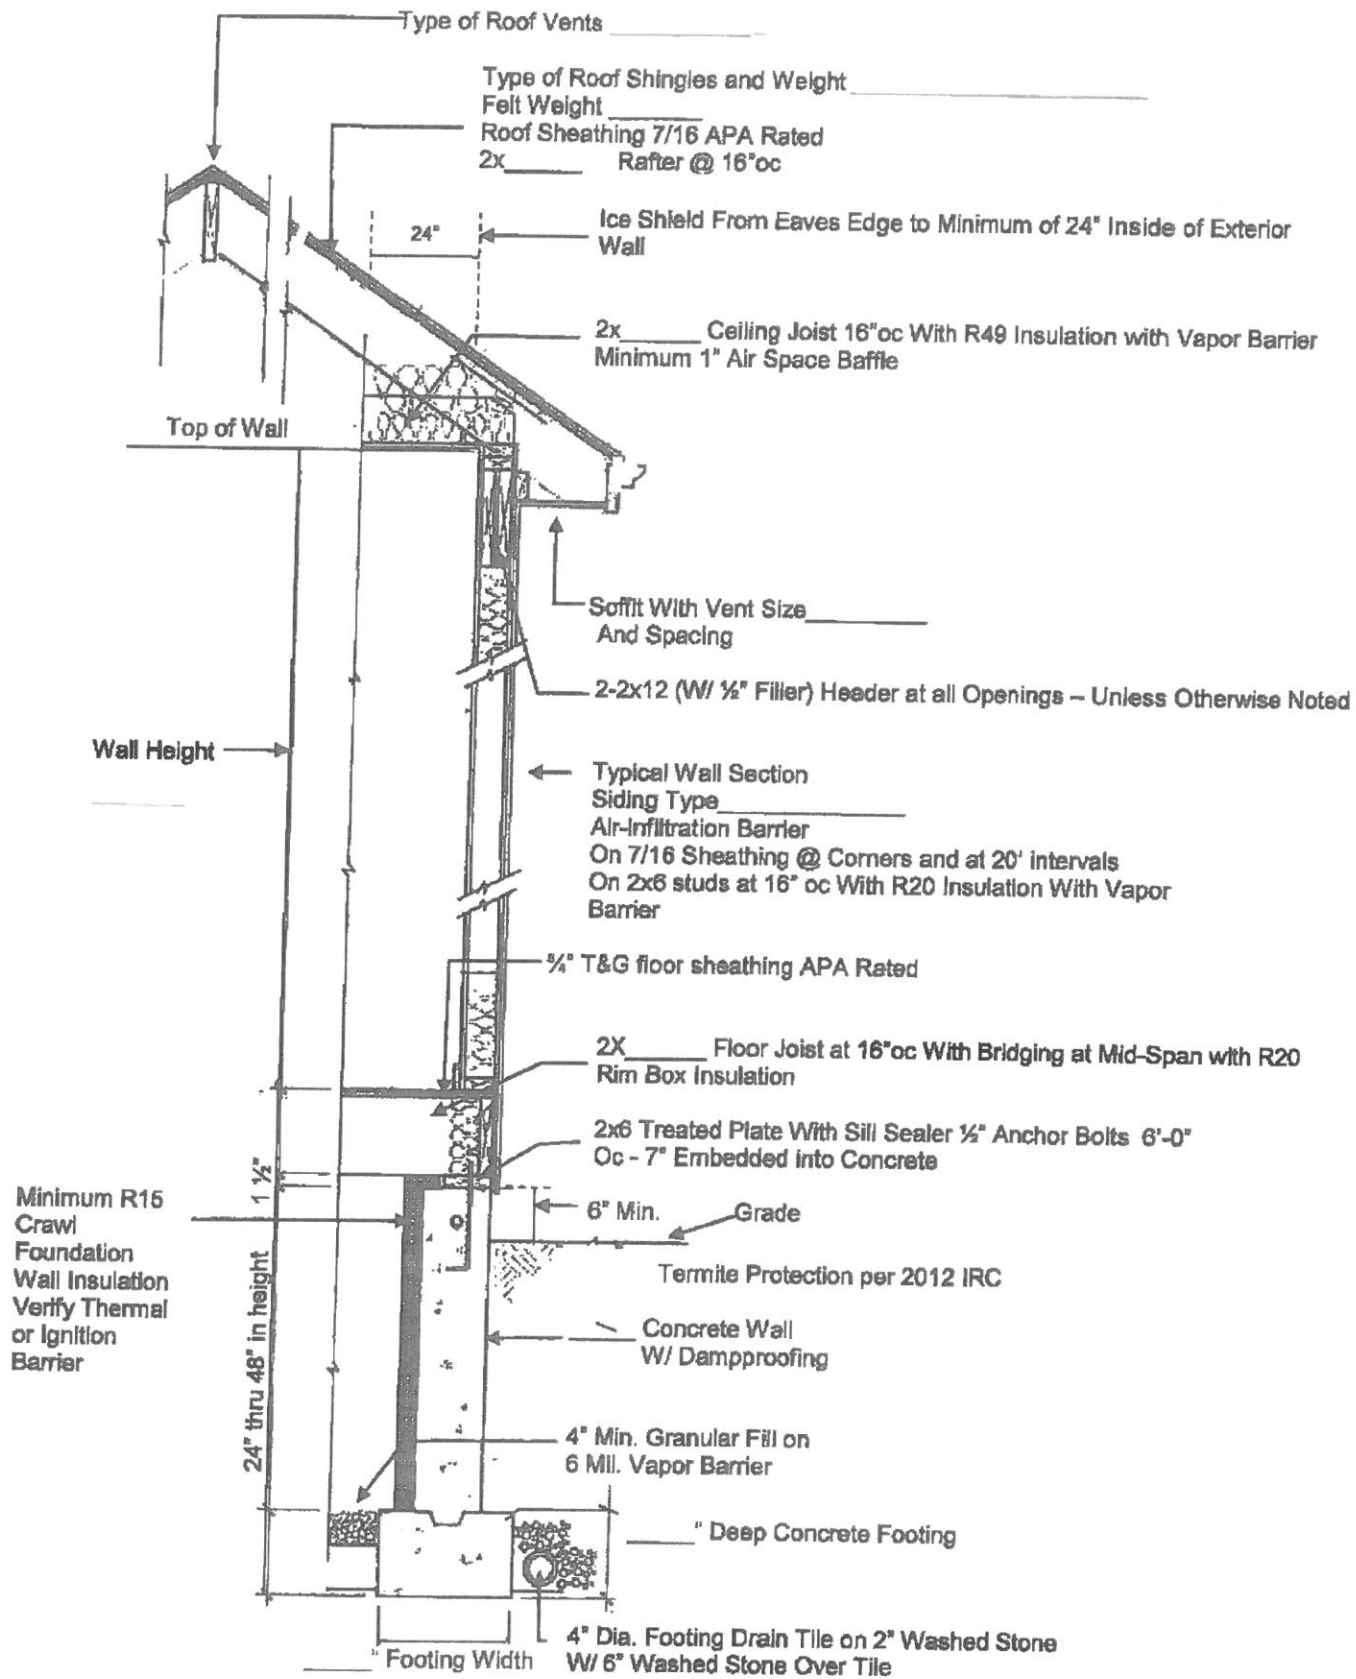 Type of Roof Vents
Type of Roof Shingles and Weight
Felt Weight
Roof Sheathing 7/16 APA Rated
2x Rafter @ 16"oc
24"
Ice Shield From Eaves Edge to Minimum of 24" Inside of Exterior
Wall
2x Ceiling Joist 16"oc With R49 Insulation with Vapor Barrier
Minimum 1" Air Space Baffle
Top of Wall
Soffit With Vent Size
And Spacing
2-2x12 (W/ ½" Filler) Header at all Openings – Unless Otherwise Noted
Wall Height
Typical Wall Section
Siding Type
Air-Infiltration Barrier
On 7/16 Sheathing @ Corners and at 20' intervals
On 2x6 studs at 16" oc With R20 Insulation With Vapor
Barrier
¾" T&G floor sheathing APA Rated
2X Floor Joist at 16"oc With Bridging at Mid-Span with R20
Rim Box Insulation
2x6 Treated Plate With Sill Sealer ½" Anchor Bolts 6'-0"
Oc - 7" Embedded into Concrete
1 ½"
Minimum R15
Crawl
Foundation
Wall Insulation
Verify Thermal
or Ignition
Barrier
24" thru 48" in height
6" Min.
Grade
Termite Protection per 2012 IRC
Concrete Wall
W/ Dampproofing
4" Min. Granular Fill on
6 Mil. Vapor Barrier
" Deep Concrete Footing
" Footing Width
4" Dia. Footing Drain Tile on 2" Washed Stone
W/ 6" Washed Stone Over Tile